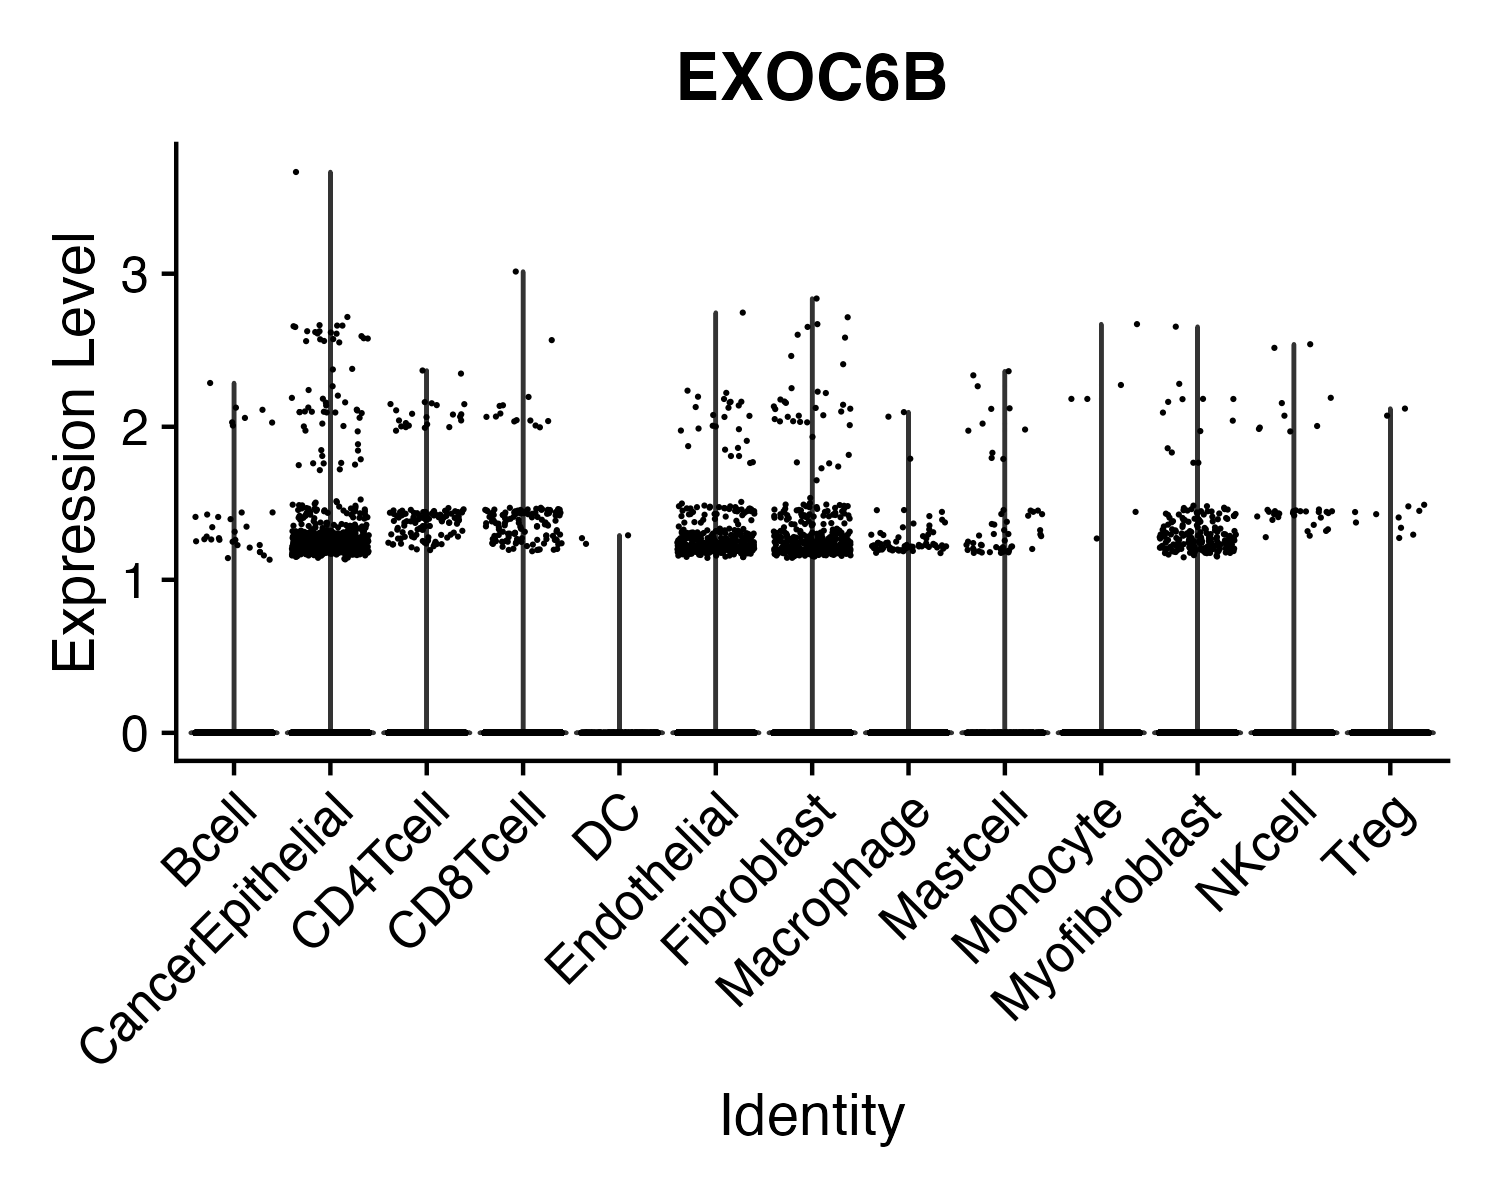 EXOC6B
Expression Level
3
2
1
0
Bcell
CancerEpithelial
CD4Tcell
CD8Tcell
DC
Endothelial
Fibroblast
Macrophage
Mastcell
Monocyte
Myofibroblast
NKcell
Treg
Identity